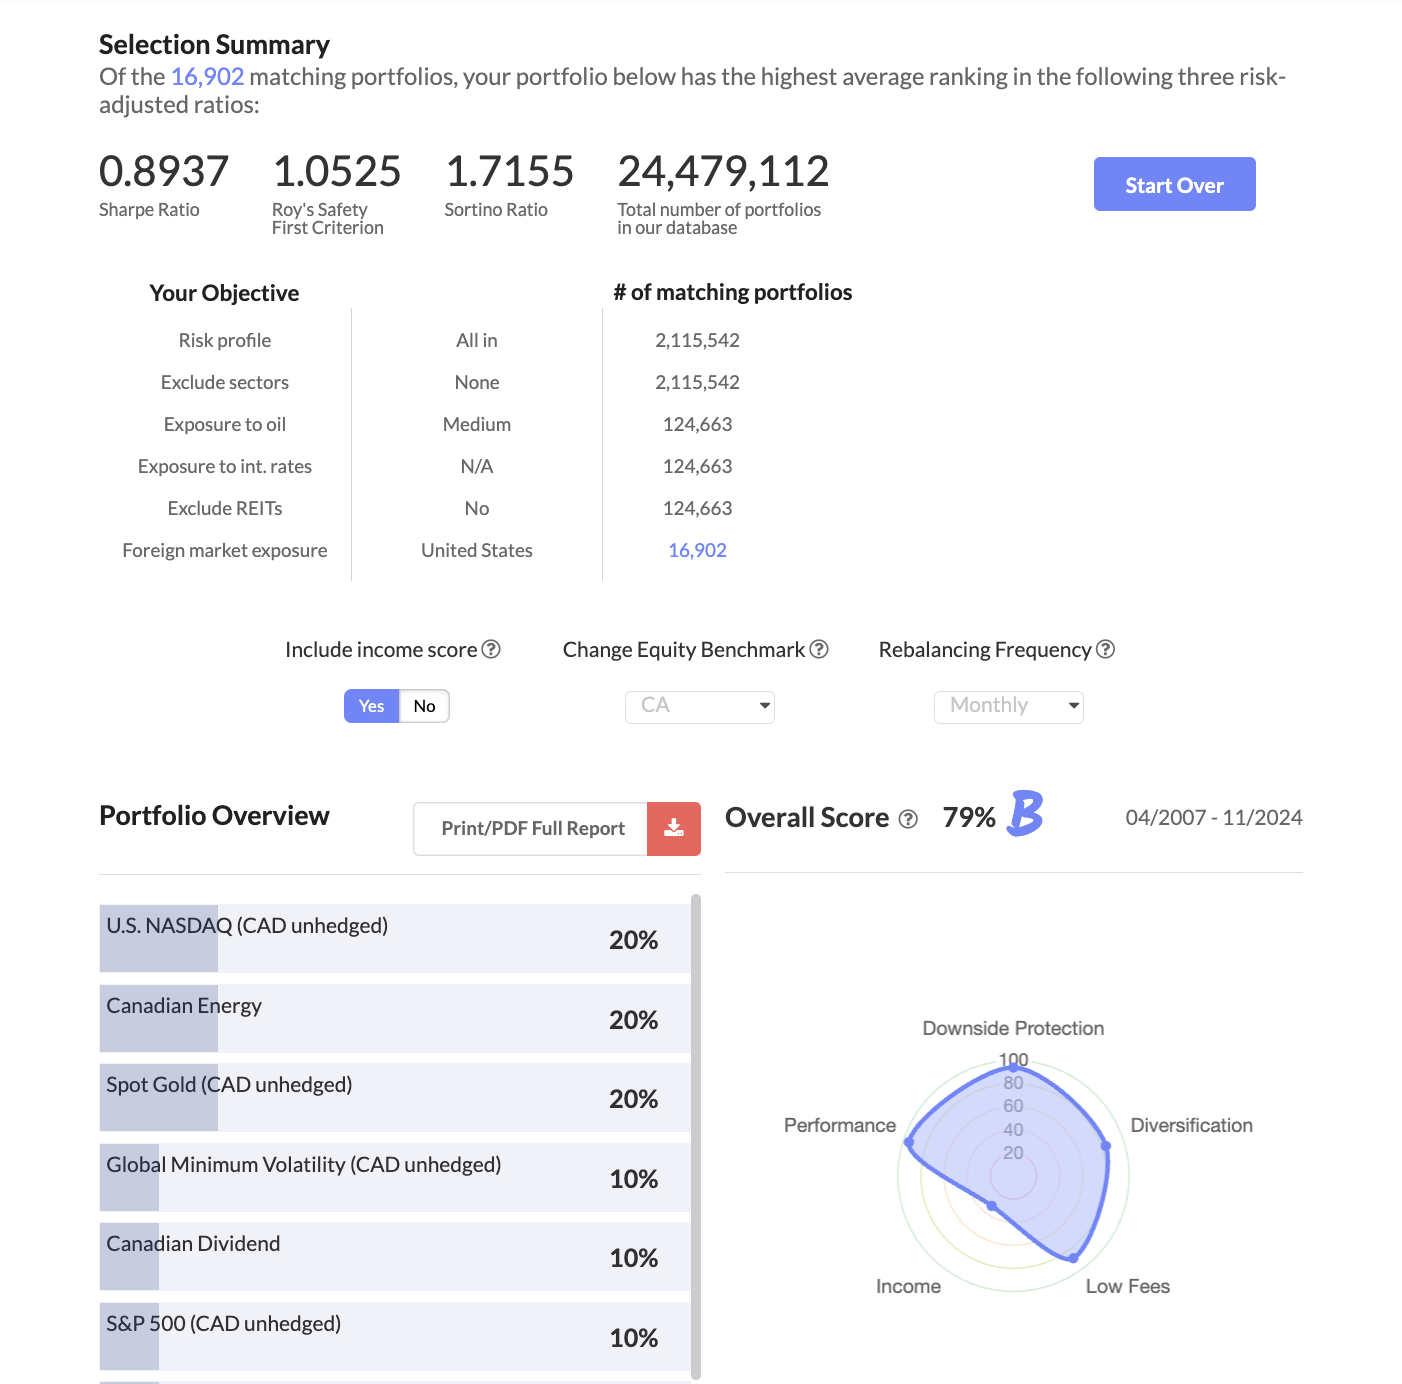 Selection Summary
Of the 16,902 matching portfolios, your portfolio below has the highest average ranking in the following three risk-
adjusted ratios:
0.8937
Sharpe Ratio
1.0525
Roy's Safety
First Criterion
1.7155
Sortino Ratio
24,479,112
Total number of portfolios
in our database
Start Over
Your Objective
# of matching portfolios
Risk profile All in 2,115,542
Exclude sectors None 2,115,542
Exposure to oil Medium 124,663
Exposure to int. rates N/A 124,663
Exclude REITs No 124,663
Foreign market exposure United States 16,902
Include income score ?
Yes No
Change Equity Benchmark ?
CA
Rebalancing Frequency ?
Monthly
Portfolio Overview
Print/PDF Full Report
U.S. NASDAQ (CAD unhedged) 20%
Canadian Energy 20%
Spot Gold (CAD unhedged) 20%
Global Minimum Volatility (CAD unhedged) 10%
Canadian Dividend 10%
S&P 500 (CAD unhedged) 10%
Overall Score ? 79% B 04/2007 - 11/2024
Downside Protection
100
80
60
40
20
Performance
Diversification
Income
Low Fees